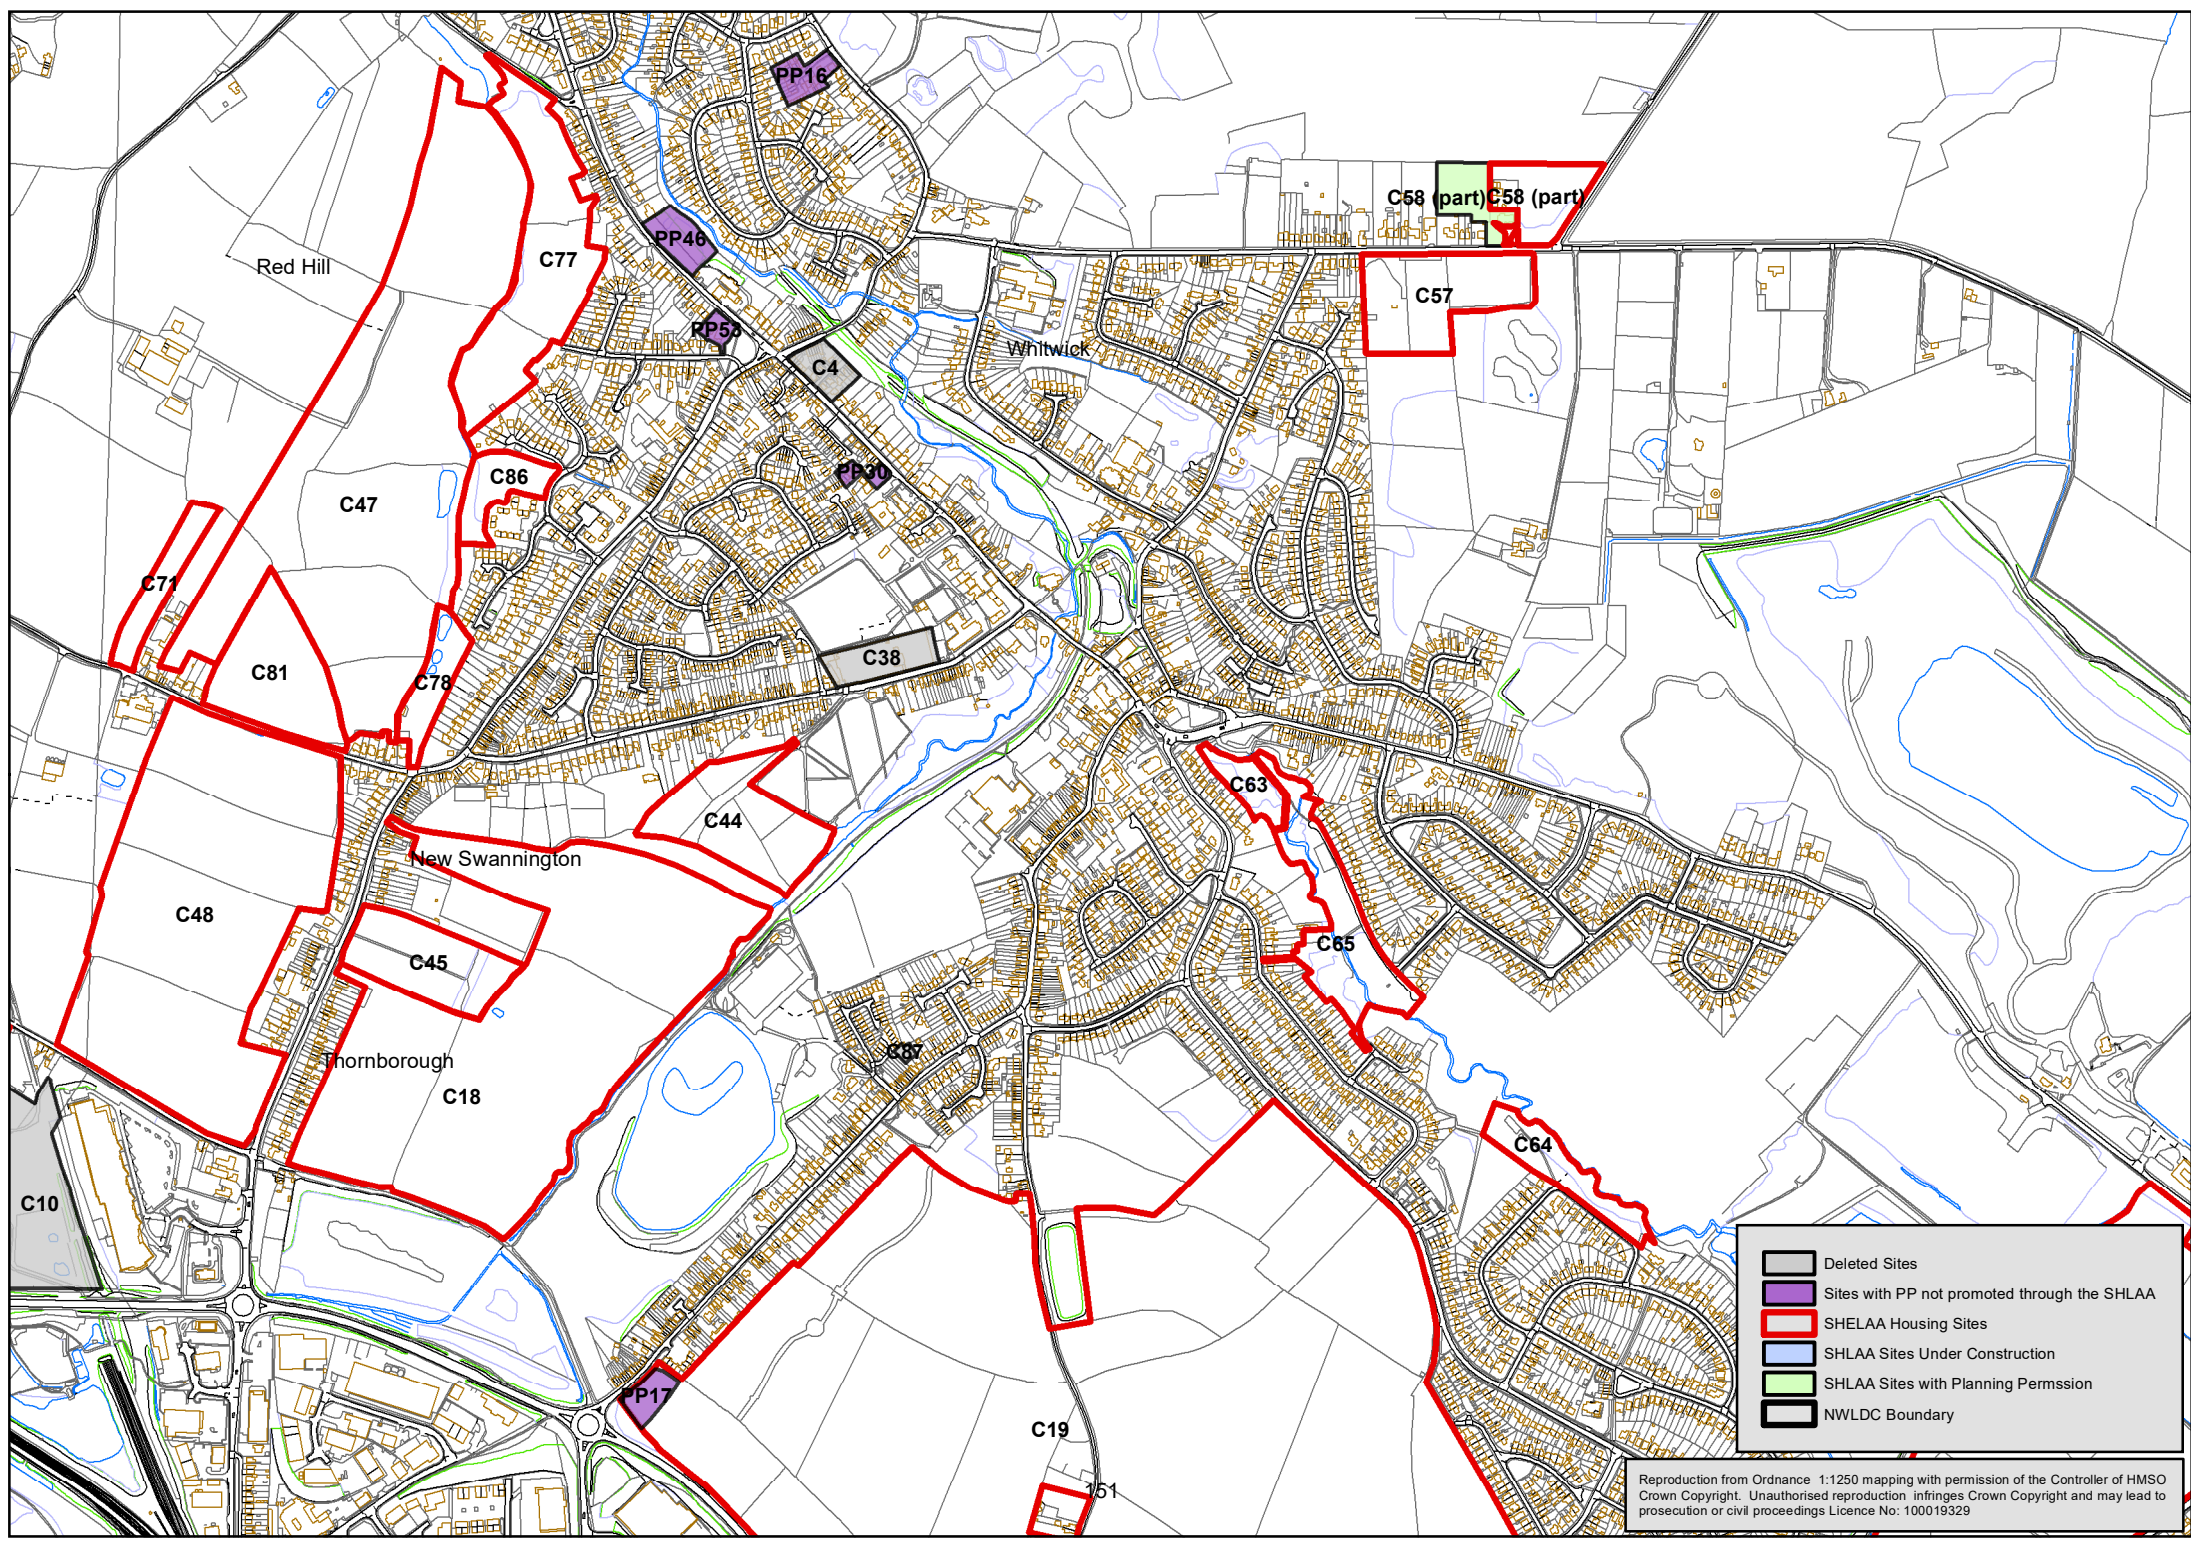 PP16
C58 (part)
C58 (part)
PP46
C77
Red Hill
C57
PP53
Whitwick
C4
PP30
C86
C47
C71
C38
C81
C78
C63
C44
New Swannington
C48
C65
C45
C87
Thornborough
C18
C64
C10
PP17
C19
151
Deleted Sites
Sites with PP not promoted through the SHLAA
SHELAA Housing Sites
SHLAA Sites Under Construction
SHLAA Sites with Planning Permssion
NWLDC Boundary
Reproduction from Ordnance 1:1250 mapping with permission of the Controller of HMSO
Crown Copyright. Unauthorised reproduction infringes Crown Copyright and may lead to
prosecution or civil proceedings Licence No: 100019329